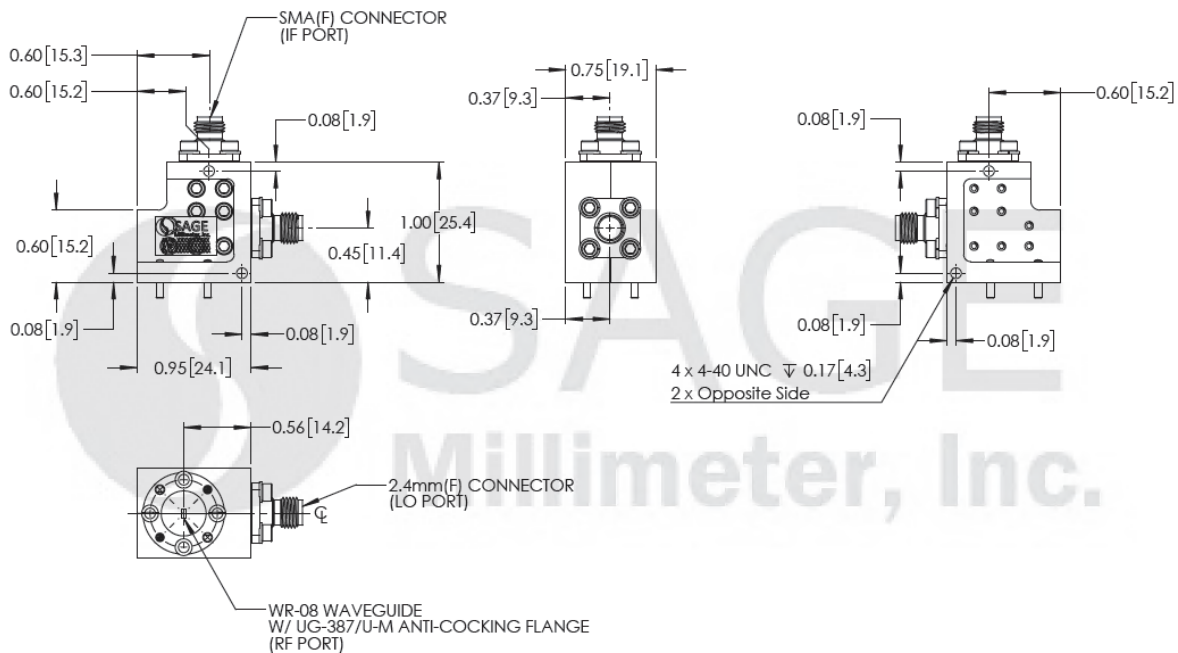 SMA(F) CONNECTOR
(IF PORT)
0.60[15.3]
0.60[15.2]
0.08[1.9]
1.00[25.4]
0.60[15.2]
0.45[11.4]
0.08[1.9]
0.08[1.9]
0.95[24.1]
SAGE
0.75[19.1]
0.37[9.3]
0.37[9.3]
0.60[15.2]
0.08[1.9]
0.08[1.9]
0.08[1.9]
4 x 4-40 UNC ↧ 0.17[4.3]
2 x Opposite Side
0.56[14.2]
2.4mm(F) CONNECTOR
(LO PORT)
℄
WR-08 WAVEGUIDE
W/ UG-387/U-M ANTI-COCKING FLANGE
(RF PORT)
SAGE
Millimeter, Inc.